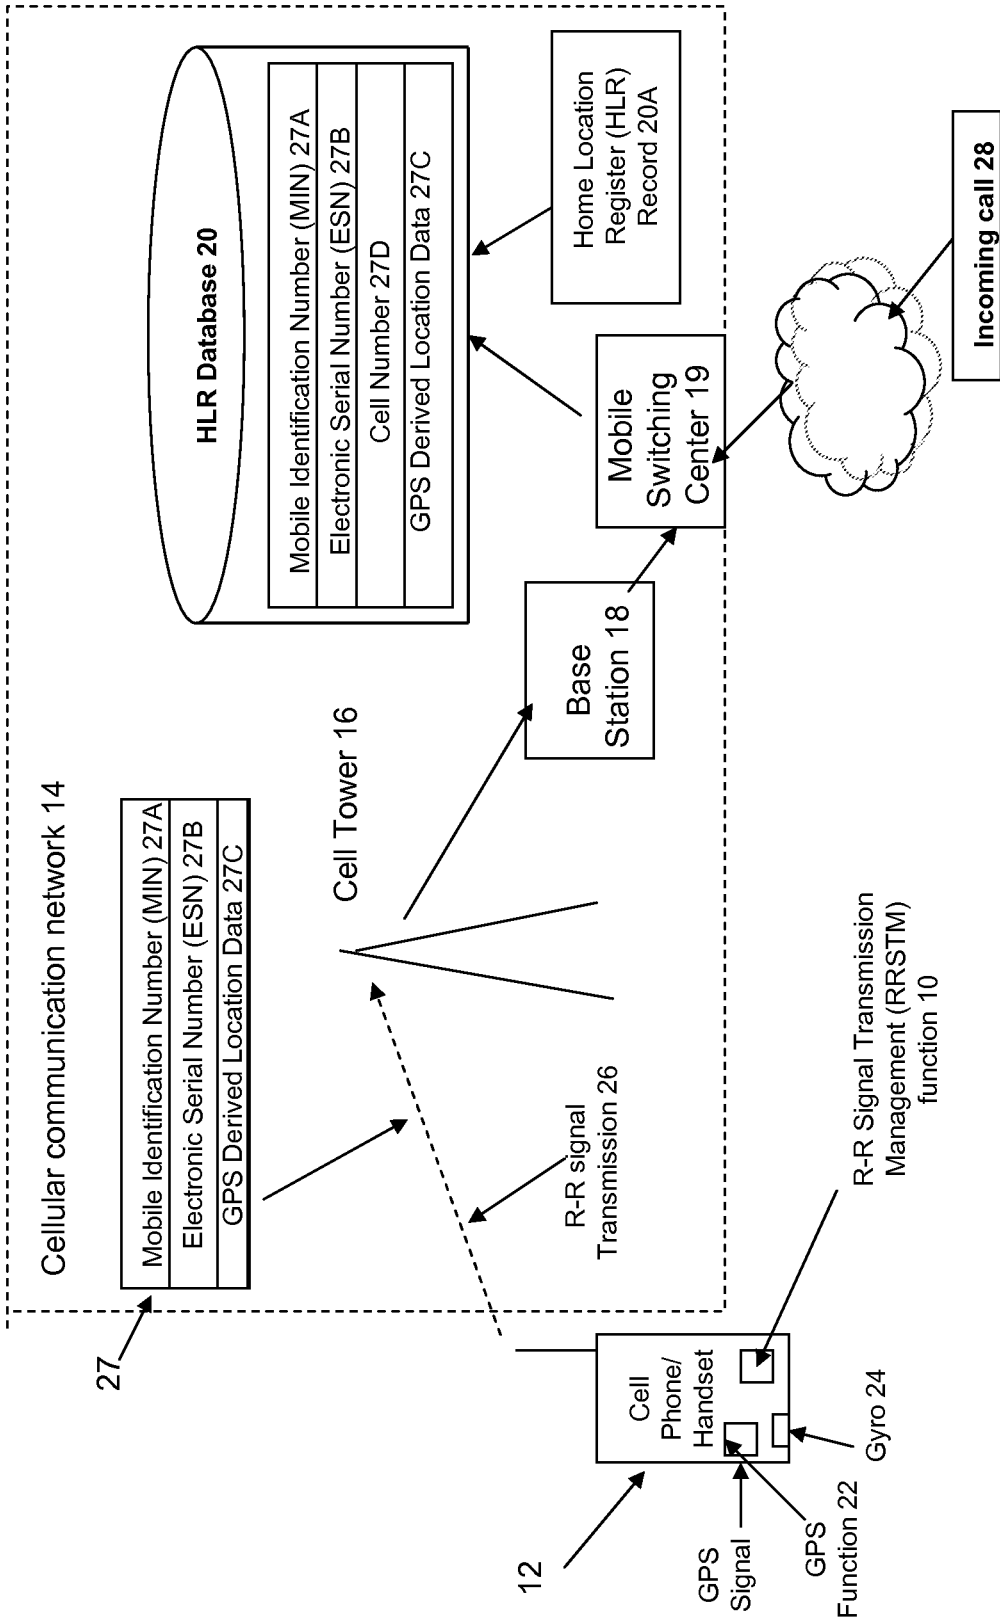 Cellular communication network 14
27
Mobile Identification Number (MIN) 27A
Electronic Serial Number (ESN) 27B
GPS Derived Location Data 27C
HLR Database 20
Mobile Identification Number (MIN) 27A
Electronic Serial Number (ESN) 27B
Cell Number 27D
GPS Derived Location Data 27C
Cell Tower 16
Home Location
Register (HLR)
Record 20A
Base
Station 18
Mobile
Switching
Center 19
R-R signal
Transmission 26
12
Cell
Phone/
Handset
GPS
Signal
GPS
Function 22
Gyro 24
R-R Signal Transmission
Management (RRSTM)
function 10
Incoming call 28